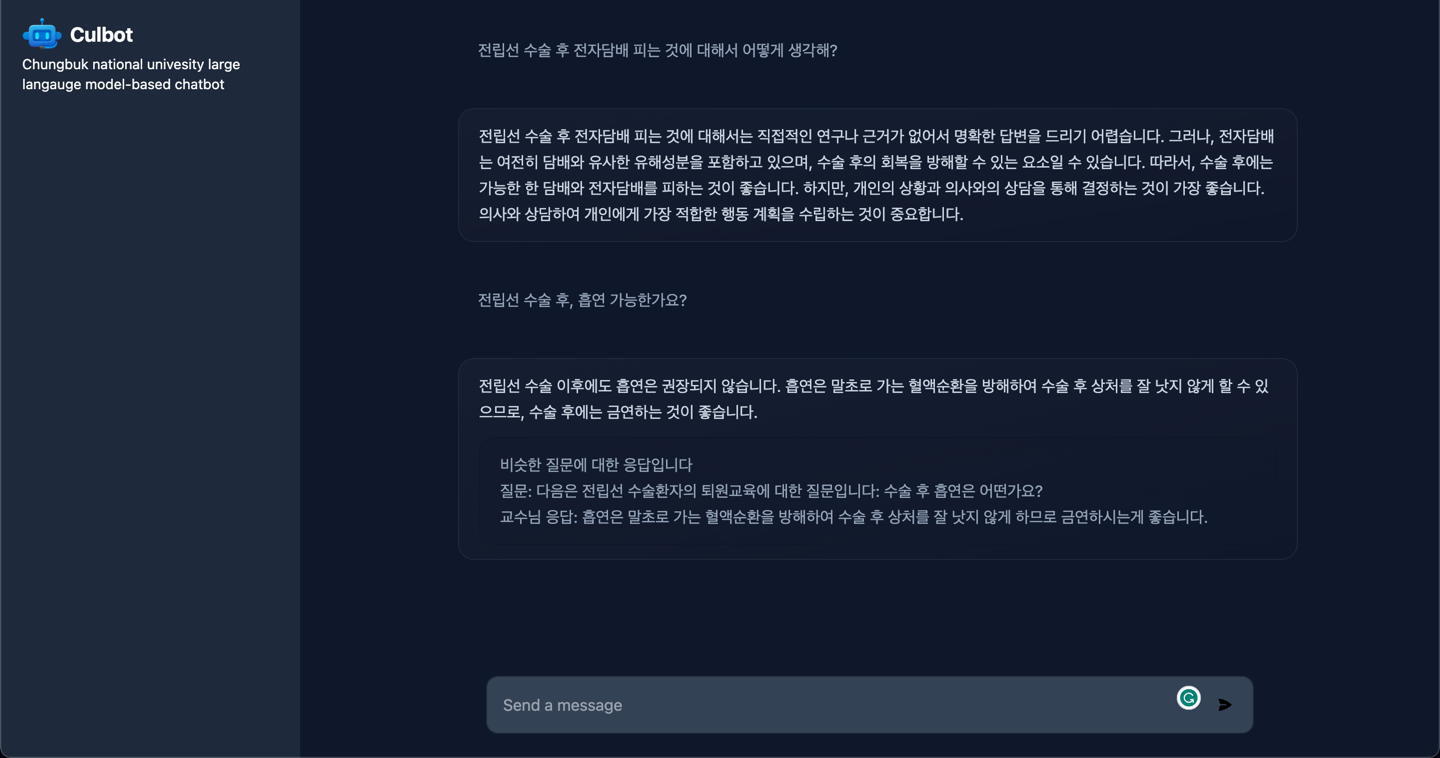 Culbot
Chungbuk national univesity large
langauge model-based chatbot
전립선 수술 후 전자담배 피는 것에 대해서 어떻게 생각해?
전립선 수술 후 전자담배 피는 것에 대해서는 직접적인 연구나 근거가 없어서 명확한 답변을 드리기 어렵습니다. 그러나, 전자담배
는 여전히 담배와 유사한 유해성분을 포함하고 있으며, 수술 후의 회복을 방해할 수 있는 요소일 수 있습니다. 따라서, 수술 후에는
가능한 한 담배와 전자담배를 피하는 것이 좋습니다. 하지만, 개인의 상황과 의사와의 상담을 통해 결정하는 것이 가장 좋습니다.
의사와 상담하여 개인에게 가장 적합한 행동 계획을 수립하는 것이 중요합니다.
전립선 수술 후, 흡연 가능한가요?
전립선 수술 이후에도 흡연은 권장되지 않습니다. 흡연은 말초로 가는 혈액순환을 방해하여 수술 후 상처를 잘 낫지 않게 할 수 있
으므로, 수술 후에는 금연하는 것이 좋습니다.
비슷한 질문에 대한 응답입니다
질문: 다음은 전립선 수술환자의 퇴원교육에 대한 질문입니다: 수술 후 흡연은 어떤가요?
교수님 응답: 흡연은 말초로 가는 혈액순환을 방해하여 수술 후 상처를 잘 낫지 않게 하므로 금연하시는게 좋습니다.
Send a message